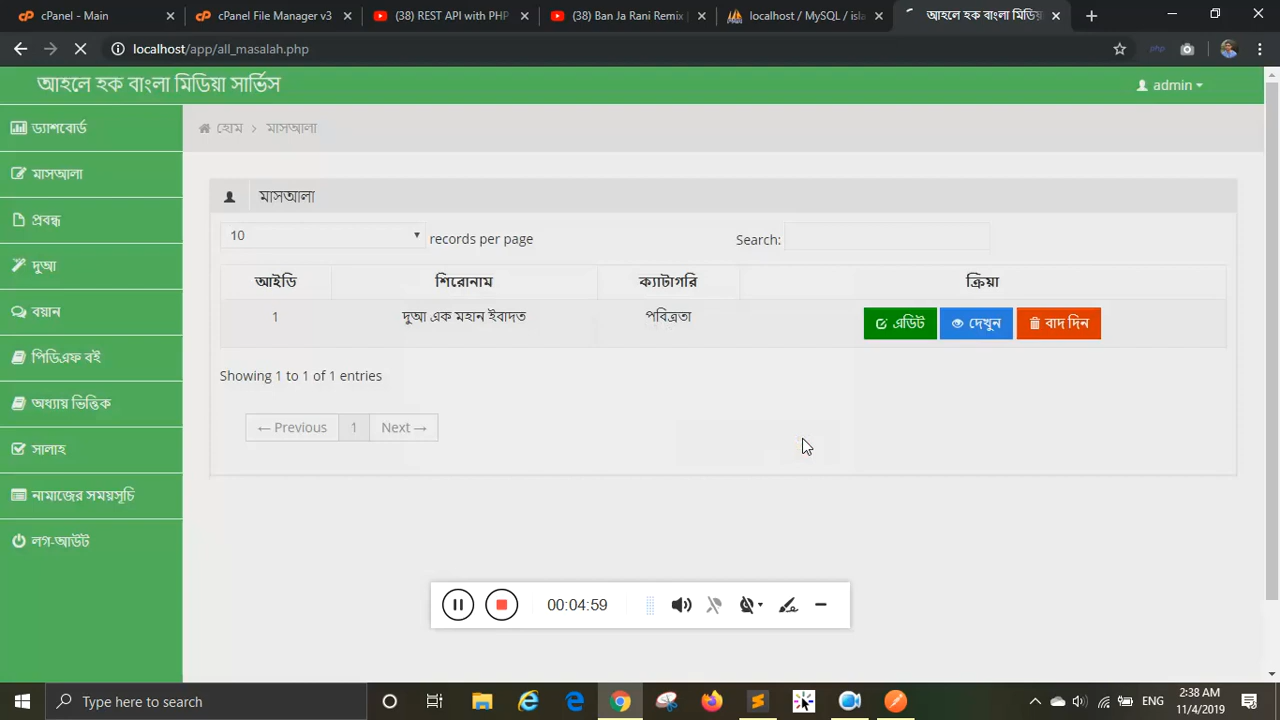 cPanel - Main
cPanel File Manager v3
(38) REST API with PHP
(38) Ban Ja Rani Remix
localhost / MySQL / isla
আহলে হক বাংলা মিডিয়
localhost/app/all_masalah.php
php
আহলে হক বাংলা মিডিয়া সার্ভিস
admin
ড্যাশবোর্ড
মাসআলা
প্রবন্ধ
দুআ
বয়ান
পিডিএফ বই
অধ্যায় ভিত্তিক
সালাহ
নামাজের সময়সূচি
লগ-আউট
হোম > মাসআলা
মাসআলা
10 records per page
Search:
আইডি শিরোনাম ক্যাটাগরি ক্রিয়া
1 দুআ এক মহান ইবাদত পবিত্রতা এডিট দেখুন বাদ দিন
Showing 1 to 1 of 1 entries
← Previous 1 Next →
00:04:59
Type here to search
ENG
2:38 AM
11/4/2019